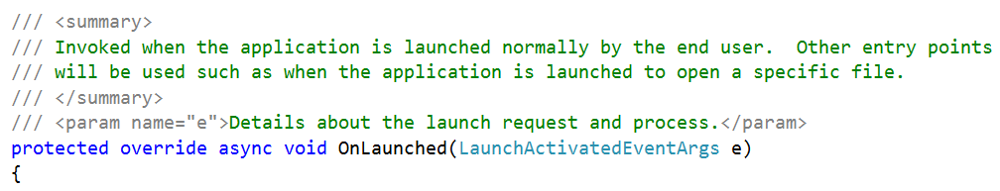 /// <summary>
/// Invoked when the application is launched normally by the end user.  Other entry points
/// will be used such as when the application is launched to open a specific file.
/// </summary>
/// <param name="e">Details about the launch request and process.</param>
protected override async void OnLaunched(LaunchActivatedEventArgs e)
{